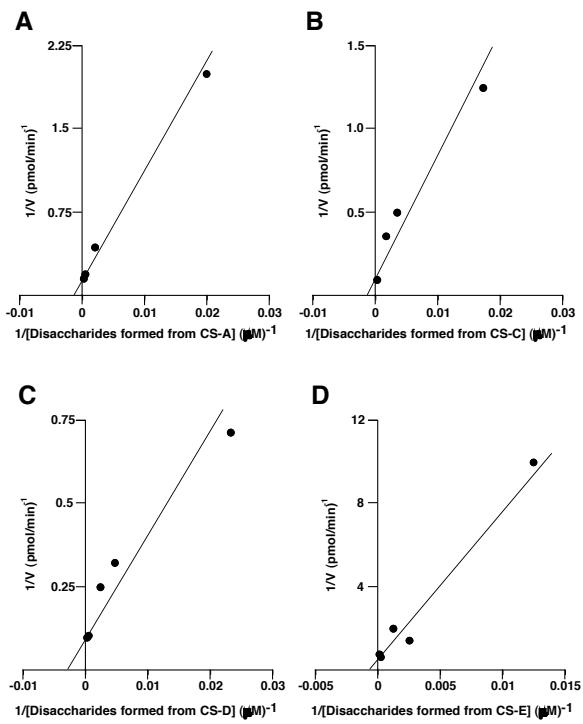 A
B
2.25
1.5
0.75
1/V (pmol/min)-1
-0.01 0 0.01 0.02 0.03
1/[Disaccharides formed from CS-A] (μM)-1
1.5
1.0
0.5
1/V (pmol/min)-1
-0.01 0 0.01 0.02 0.03
1/[Disaccharides formed from CS-C] (μM)-1
C
D
0.75
0.5
0.25
1/V (pmol/min)-1
-0.01 0 0.01 0.02 0.03
1/[Disaccharides formed from CS-D] (μM)-1
12
8
4
1/V (pmol/min)-1
-0.005 0 0.005 0.01 0.015
1/[Disaccharides formed from CS-E] (μM)-1